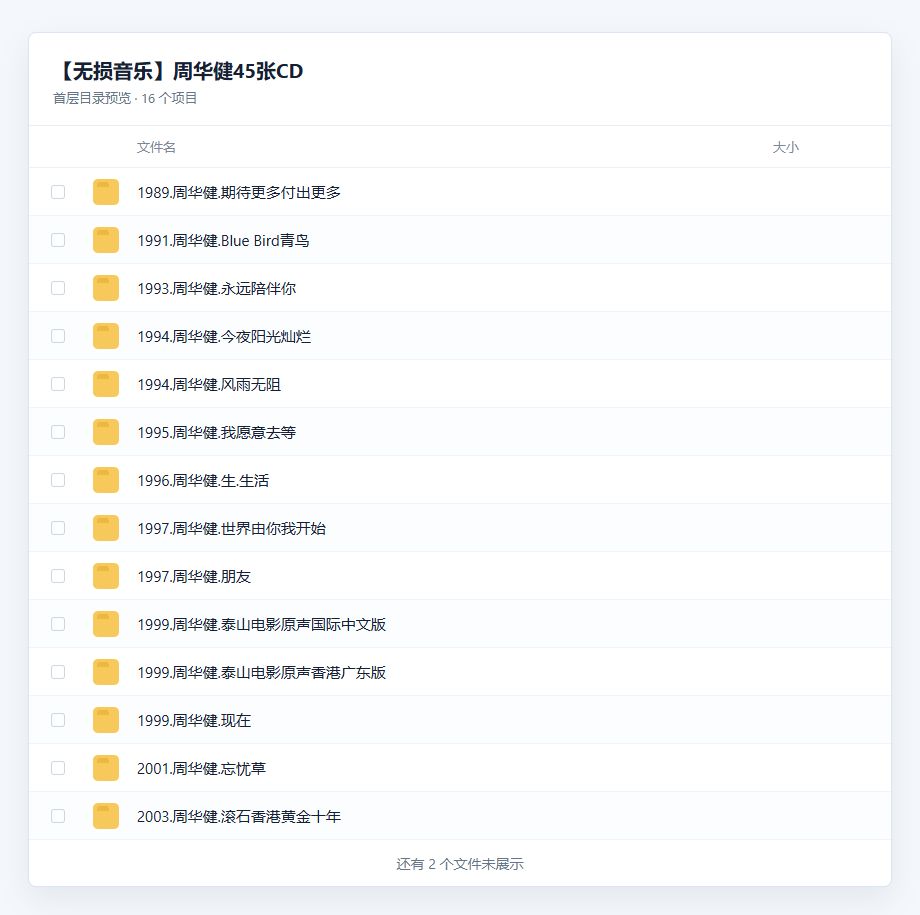 【无损音乐】周华健45张CD
首层目录预览 · 16 个项目
文件名 大小
1989.周华健.期待更多付出更多
1991.周华健.Blue Bird青鸟
1993.周华健.永远陪伴你
1994.周华健.今夜阳光灿烂
1994.周华健.风雨无阻
1995.周华健.我愿意去等
1996.周华健.生.生活
1997.周华健.世界由你我开始
1997.周华健.朋友
1999.周华健.泰山电影原声国际中文版
1999.周华健.泰山电影原声香港广东版
1999.周华健.现在
2001.周华健.忘忧草
2003.周华健.滚石香港黄金十年
还有 2 个文件未展示